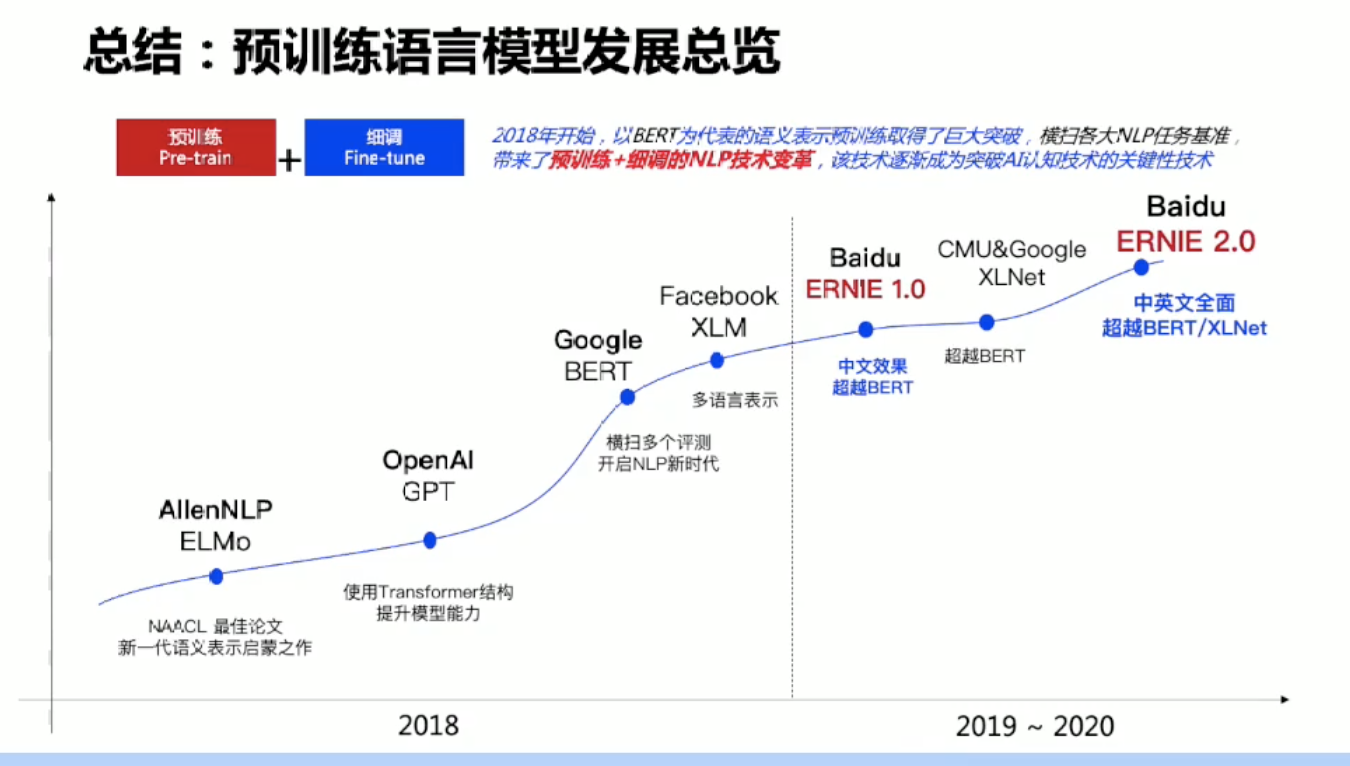 总结：预训练语言模型发展总览
预训练
Pre-train
+
细调
Fine-tune
2018年开始，以BERT为代表的语义表示预训练取得了巨大突破，横扫各大NLP任务基准，
带来了预训练+细调的NLP技术变革，该技术逐渐成为突破AI认知技术的关键性技术
AllenNLP
ELMo
NAACL 最佳论文
新一代语义表示启蒙之作
OpenAI
GPT
使用Transformer结构
提升模型能力
Google
BERT
横扫多个评测
开启NLP新时代
Facebook
XLM
多语言表示
Baidu
ERNIE 1.0
中文效果
超越BERT
CMU&Google
XLNet
超越BERT
Baidu
ERNIE 2.0
中英文全面
超越BERT/XLNet
2018
2019 ~ 2020